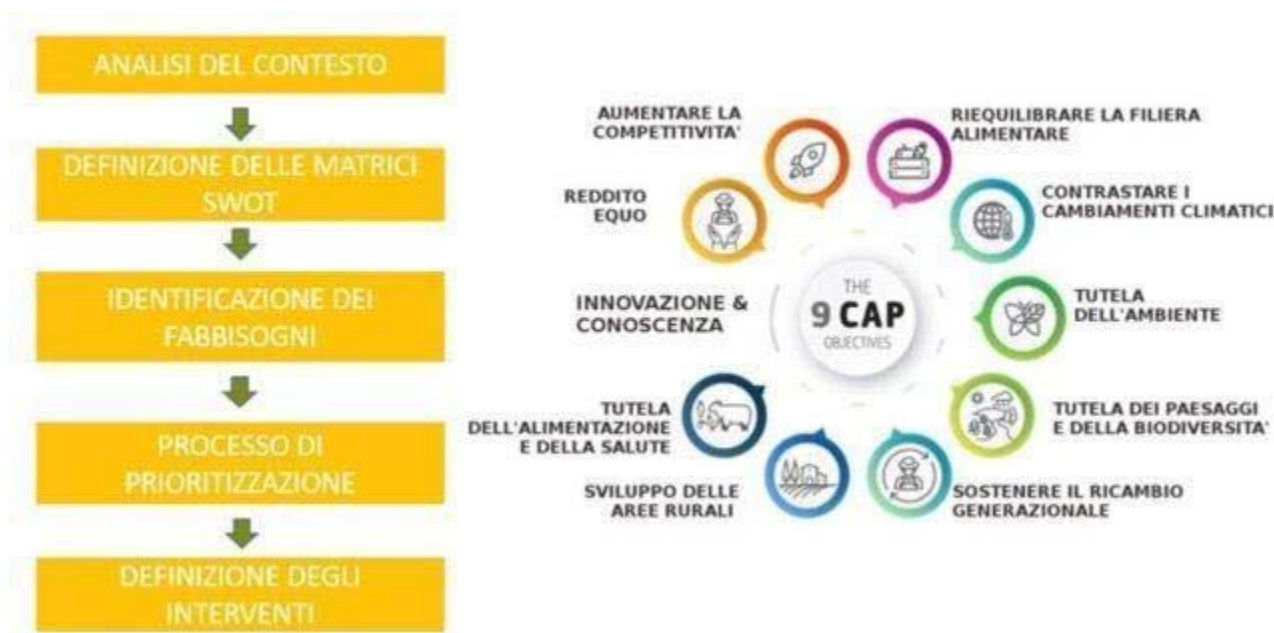 ANALISI DEL CONTESTO
DEFINIZIONE DELLE MATRICI
SWOT
IDENTIFICAZIONE DEI
FABBISOGNI
PROCESSO DI
PRIORITIZZAZIONE
DEFINIZIONE DEGLI
INTERVENTI
AUMENTARE LA
COMPETITIVITA'
RIEQUILIBRARE LA FILIERA
ALIMENTARE
REDDITO
EQUO
CONTRASTARE I
CAMBIAMENTI CLIMATICI
INNOVAZIONE &
CONOSCENZA
THE
9 CAP
OBJECTIVES
TUTELA
DELL'AMBIENTE
TUTELA
DELL'ALIMENTAZIONE
E DELLA SALUTE
TUTELA DEI PAESAGGI
E DELLA BIODIVERSITA'
SVILUPPO DELLE
AREE RURALI
SOSTENERE IL RICAMBIO
GENERAZIONALE